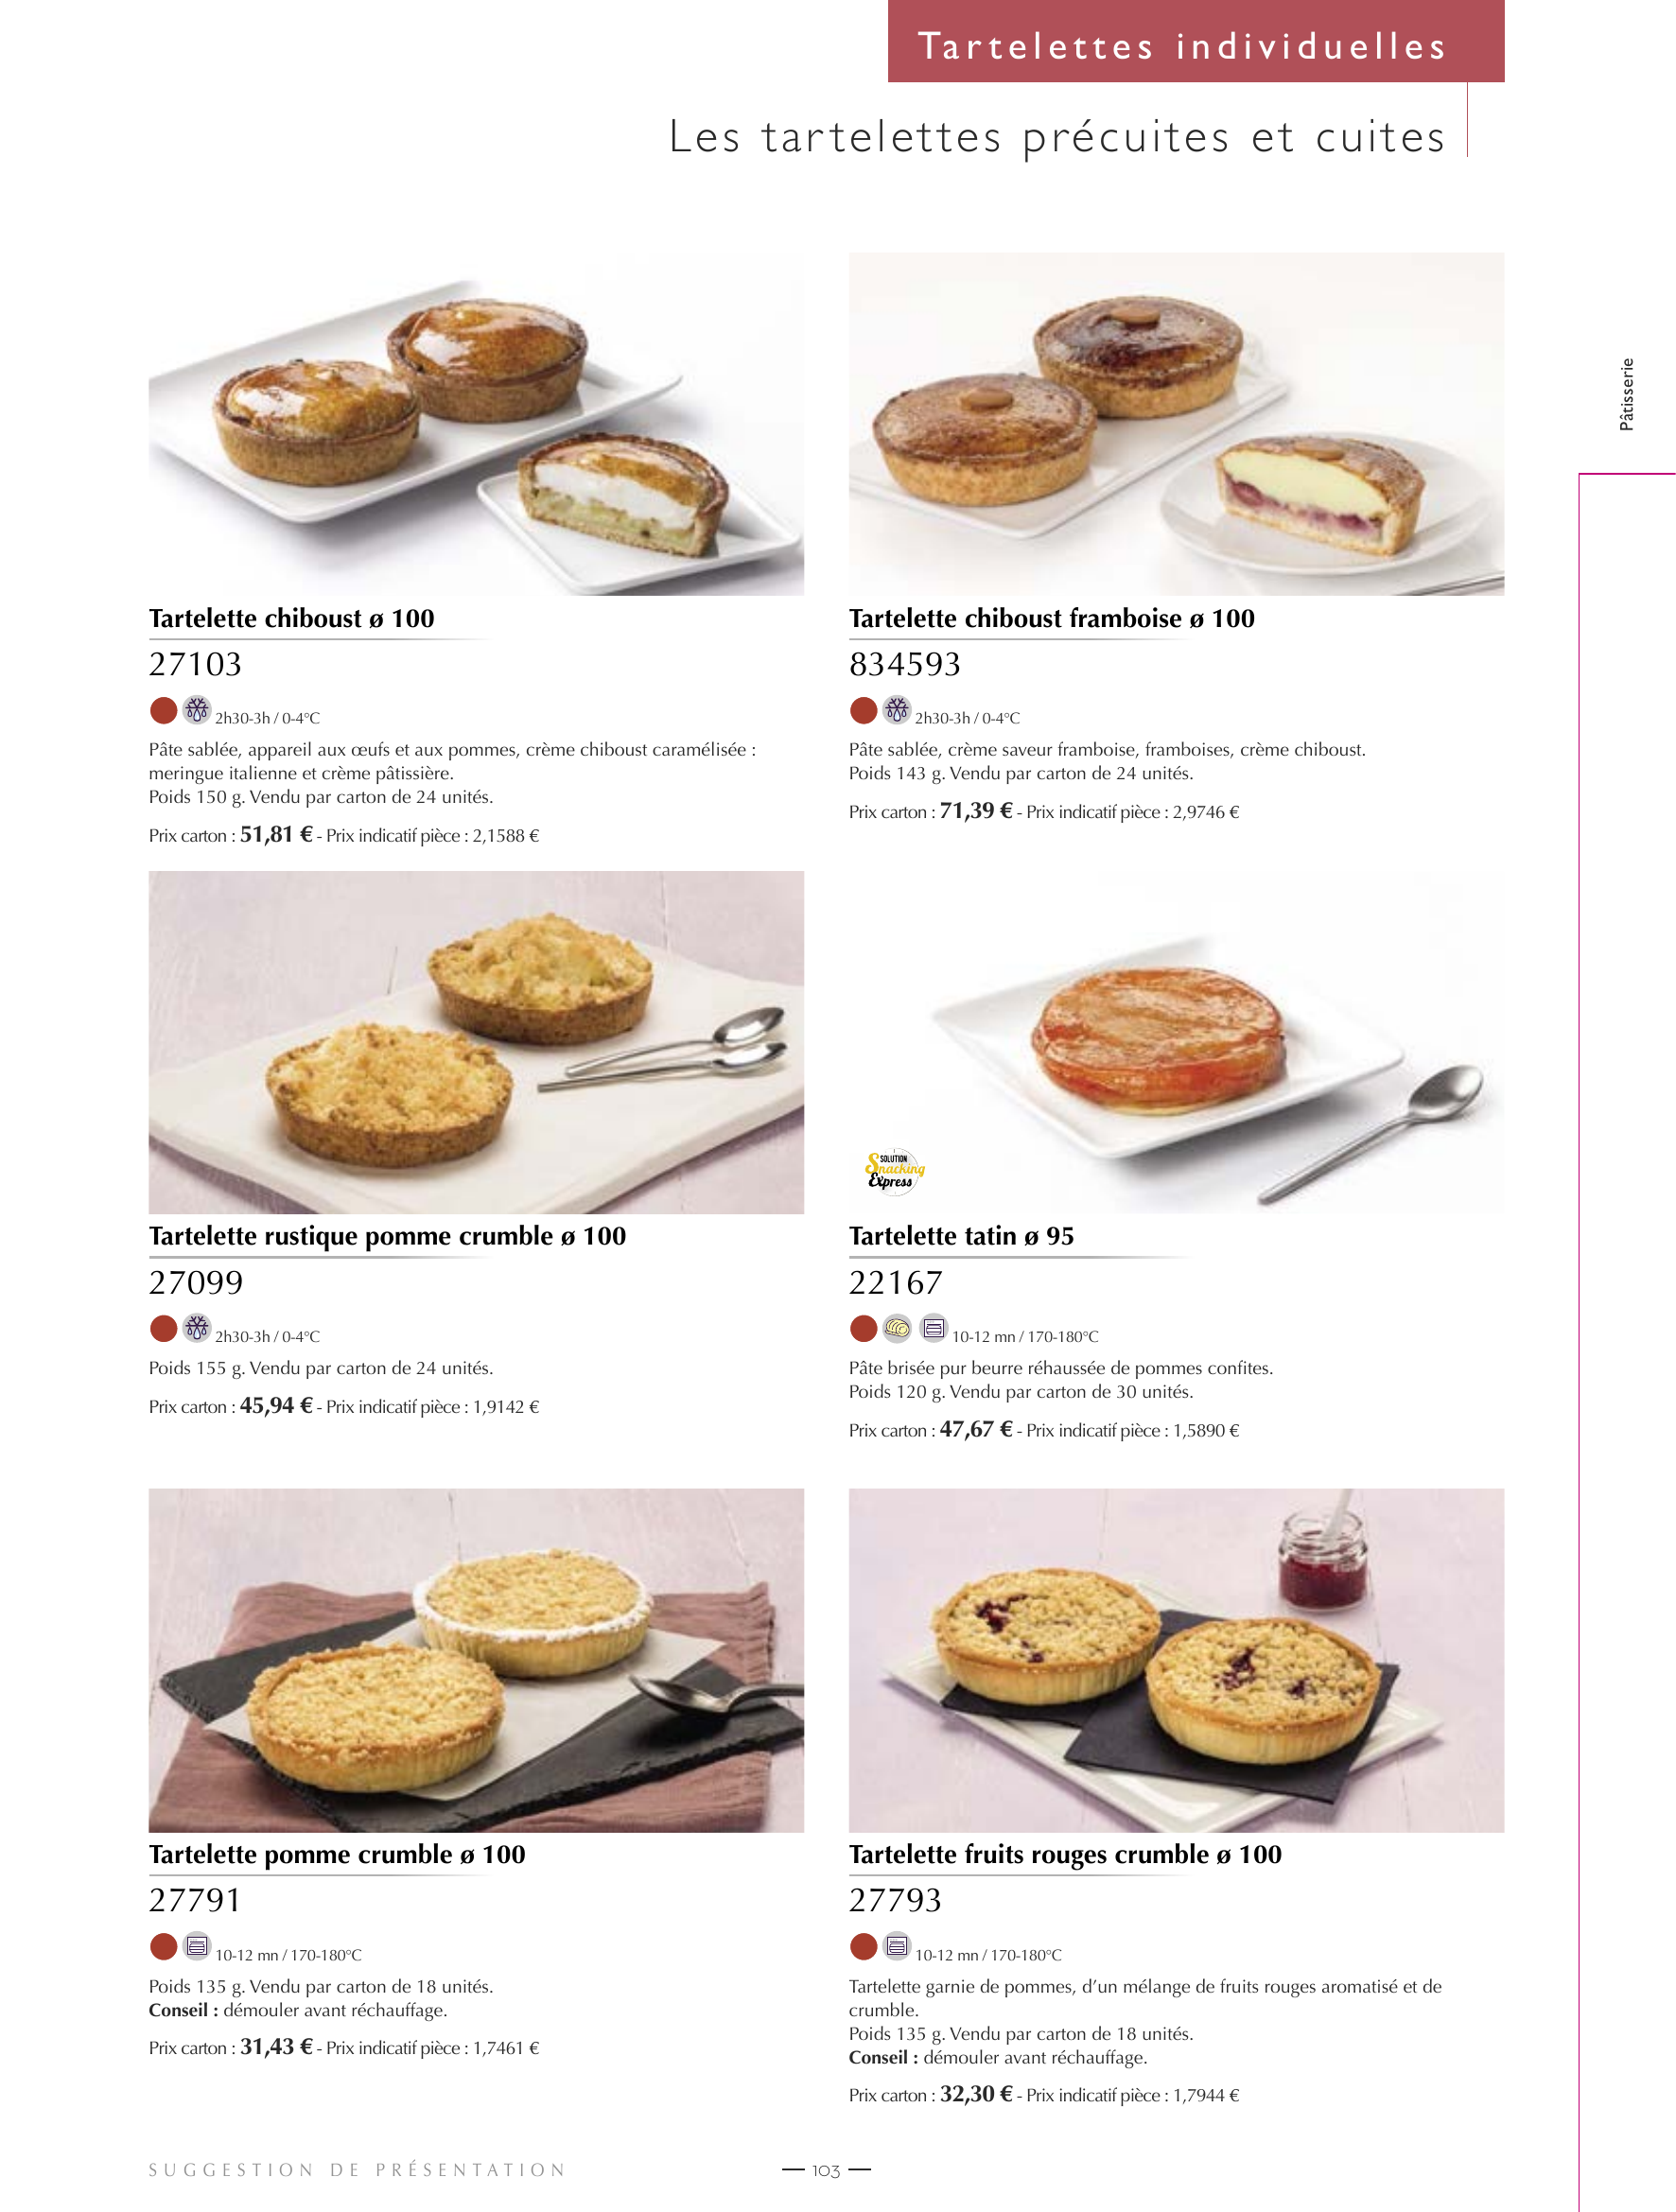 Tartelettes individuelles
Les tartelettes précuites et cuites
Pâtisserie
Tartelette chiboust ø 100
27103
2h30-3h / 0-4°C
Pâte sablée, appareil aux œufs et aux pommes, crème chiboust caramélisée :
meringue italienne et crème pâtissière.
Poids 150 g. Vendu par carton de 24 unités.
Prix carton : 51,81 € - Prix indicatif pièce : 2,1588 €
Tartelette chiboust framboise ø 100
834593
2h30-3h / 0-4°C
Pâte sablée, crème saveur framboise, framboises, crème chiboust.
Poids 143 g. Vendu par carton de 24 unités.
Prix carton : 71,39 € - Prix indicatif pièce : 2,9746 €
Tartelette rustique pomme crumble ø 100
27099
2h30-3h / 0-4°C
Poids 155 g. Vendu par carton de 24 unités.
Prix carton : 45,94 € - Prix indicatif pièce : 1,9142 €
SOLUTION
Snacking
Express
Tartelette tatin ø 95
22167
10-12 mn / 170-180°C
Pâte brisée pur beurre réhaussée de pommes confites.
Poids 120 g. Vendu par carton de 30 unités.
Prix carton : 47,67 € - Prix indicatif pièce : 1,5890 €
Tartelette pomme crumble ø 100
27791
10-12 mn / 170-180°C
Poids 135 g. Vendu par carton de 18 unités.
Conseil : démouler avant réchauffage.
Prix carton : 31,43 € - Prix indicatif pièce : 1,7461 €
Tartelette fruits rouges crumble ø 100
27793
10-12 mn / 170-180°C
Tartelette garnie de pommes, d’un mélange de fruits rouges aromatisé et de
crumble.
Poids 135 g. Vendu par carton de 18 unités.
Conseil : démouler avant réchauffage.
Prix carton : 32,30 € - Prix indicatif pièce : 1,7944 €
SUGGESTION DE PRÉSENTATION
— 103 —